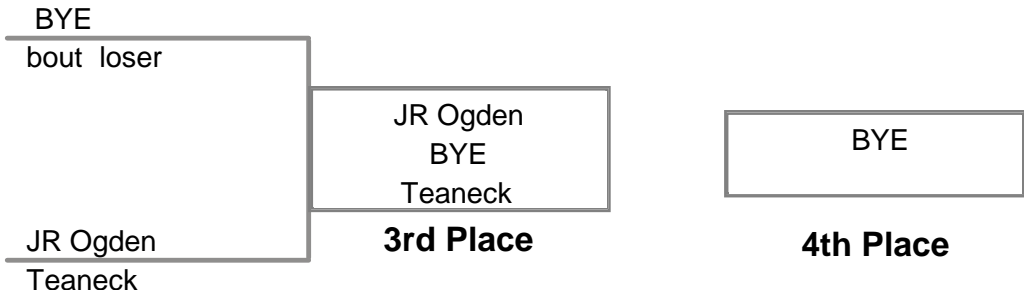 BYE
bout loser
JR Ogden
BYE
Teaneck
3rd Place
BYE
4th Place
JR Ogden
Teaneck